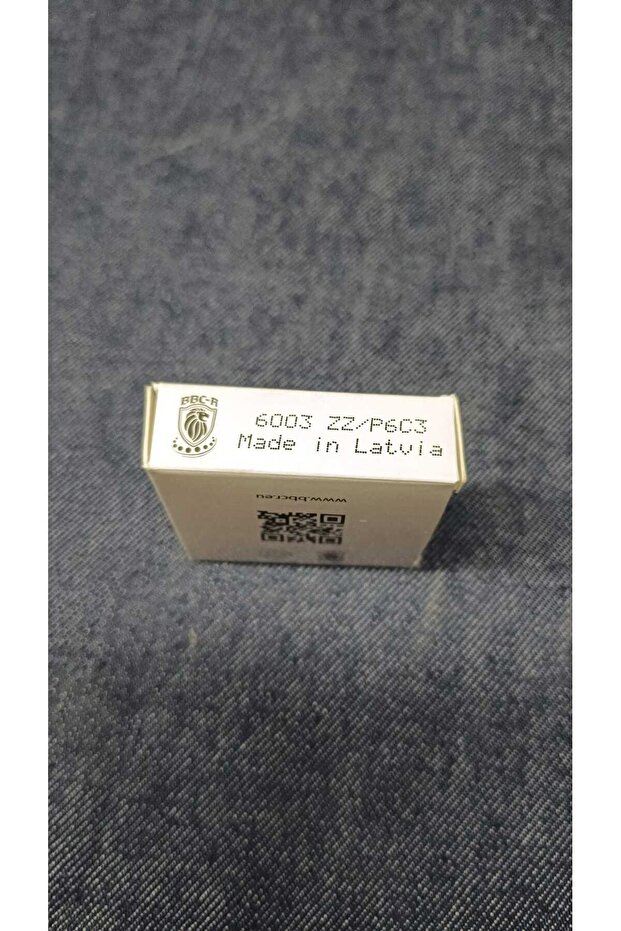 BBC-R
6003 ZZ/P6C3
Made in Latvia
www.bbcr.eu